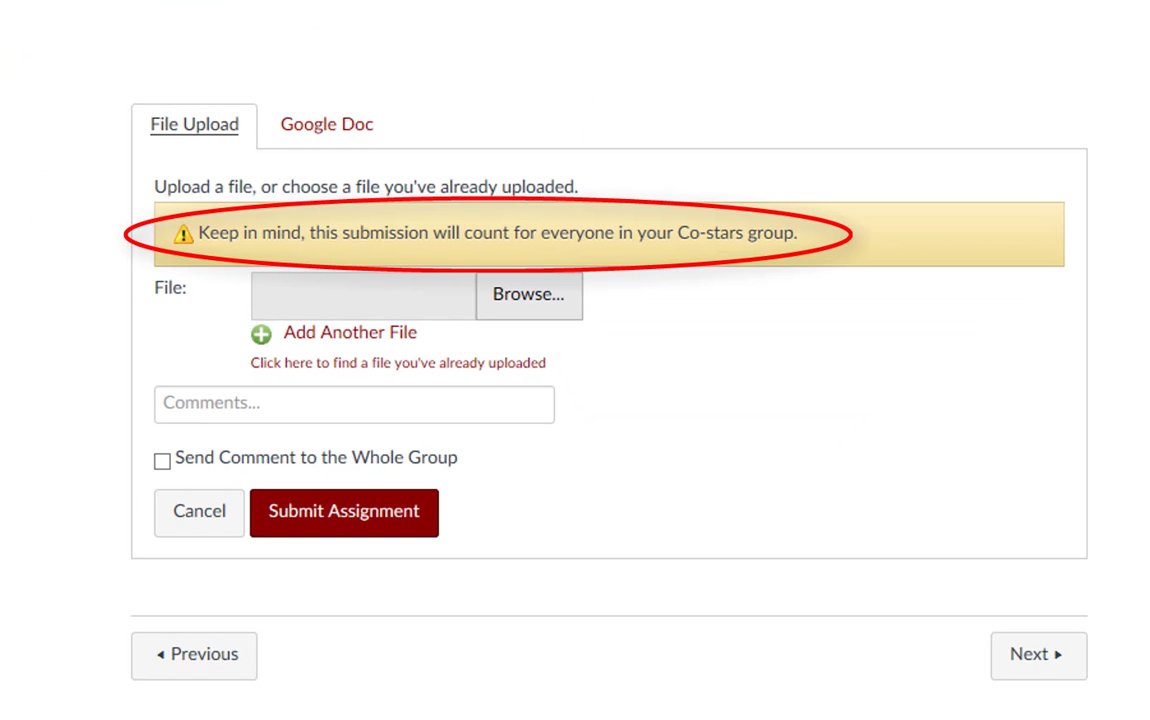 File Upload
Google Doc
Upload a file, or choose a file you've already uploaded.
Keep in mind, this submission will count for everyone in your Co-stars group.
File:
Browse...
Add Another File
Click here to find a file you've already uploaded
Comments...
Send Comment to the Whole Group
Cancel
Submit Assignment
Previous
Next